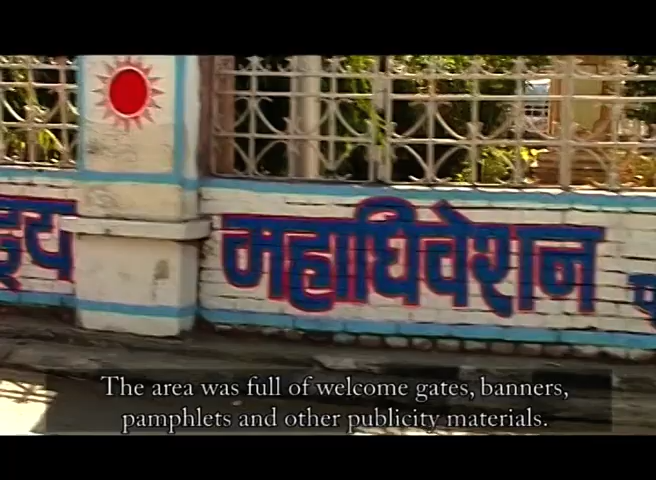 महाधिवेशन
The area was full of welcome gates, banners,
pamphlets and other publicity materials.